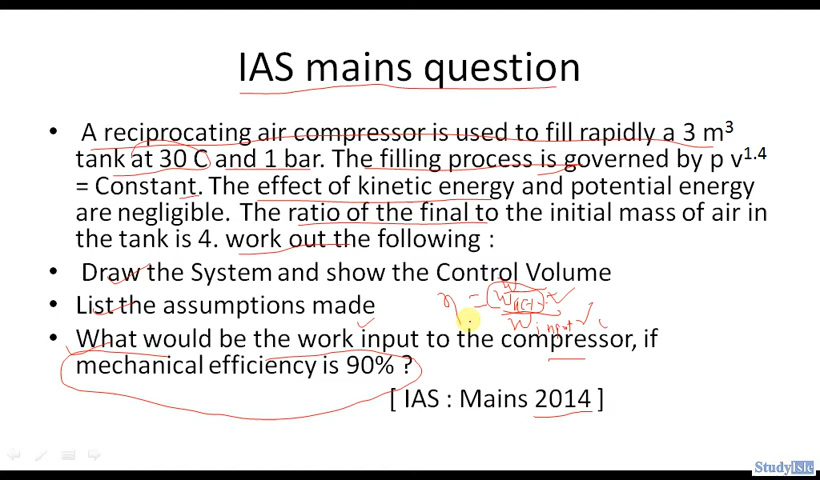 IAS mains question
• A reciprocating air compressor is used to fill rapidly a 3 m³
tank at 30 C and 1 bar. The filling process is governed by p v¹·⁴
= Constant. The effect of kinetic energy and potential energy
are negligible. The ratio of the final to the initial mass of air in
the tank is 4. work out the following :
• Draw the System and show the Control Volume
• List the assumptions made
η =
W input
• What would be the work input to the compressor, if
mechanical efficiency is 90% ?
[ IAS : Mains 2014 ]
StudyIsle